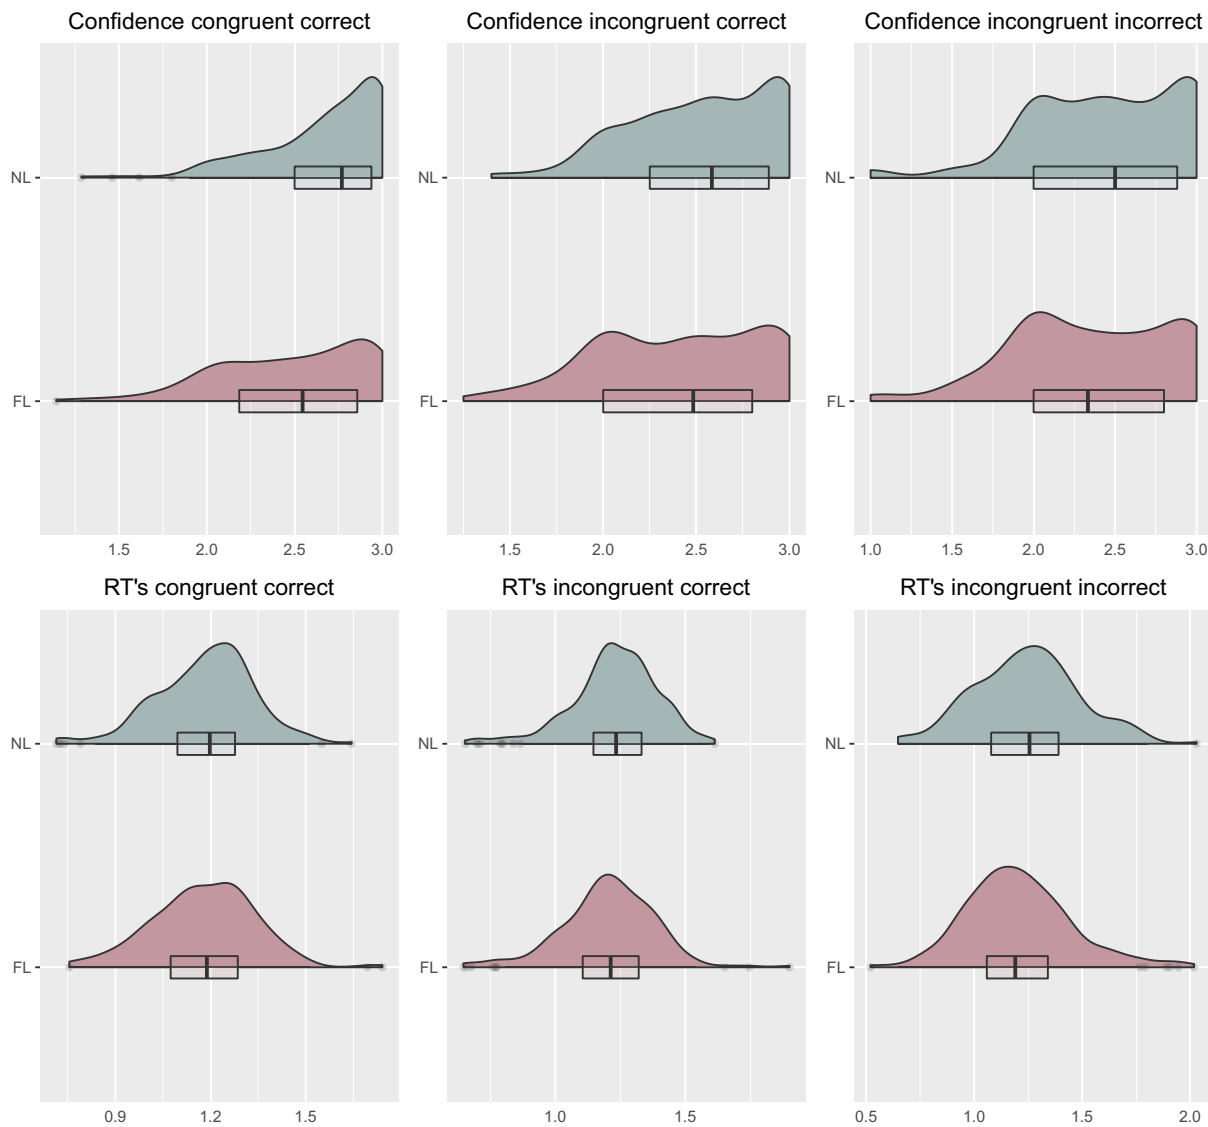 Confidence congruent correct
Confidence incongruent correct
Confidence incongruent incorrect
NL
NL
NL
FL
FL
FL
1.5 2.0 2.5 3.0
1.5 2.0 2.5 3.0
1.0 1.5 2.0 2.5 3.0
RT's congruent correct
RT's incongruent correct
RT's incongruent incorrect
NL
NL
NL
FL
FL
FL
0.9 1.2 1.5
1.0 1.5
0.5 1.0 1.5 2.0